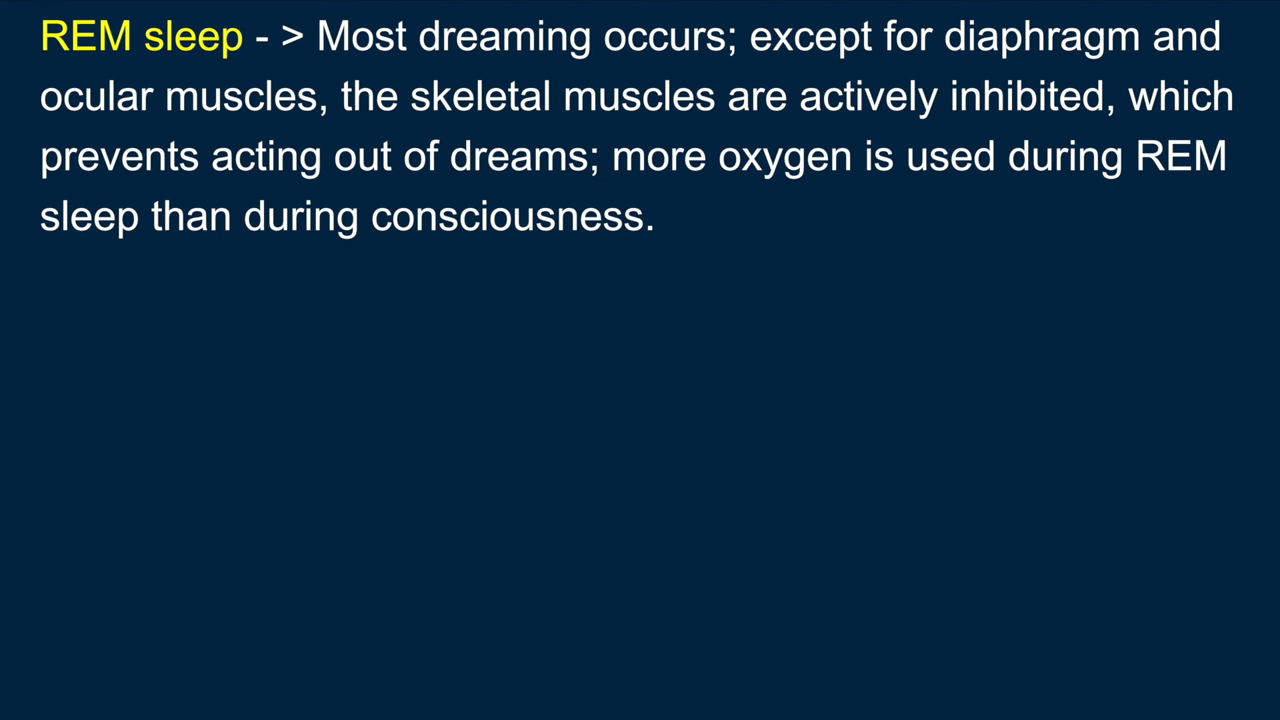 REM sleep - > Most dreaming occurs; except for diaphragm and
ocular muscles, the skeletal muscles are actively inhibited, which
prevents acting out of dreams; more oxygen is used during REM
sleep than during consciousness.